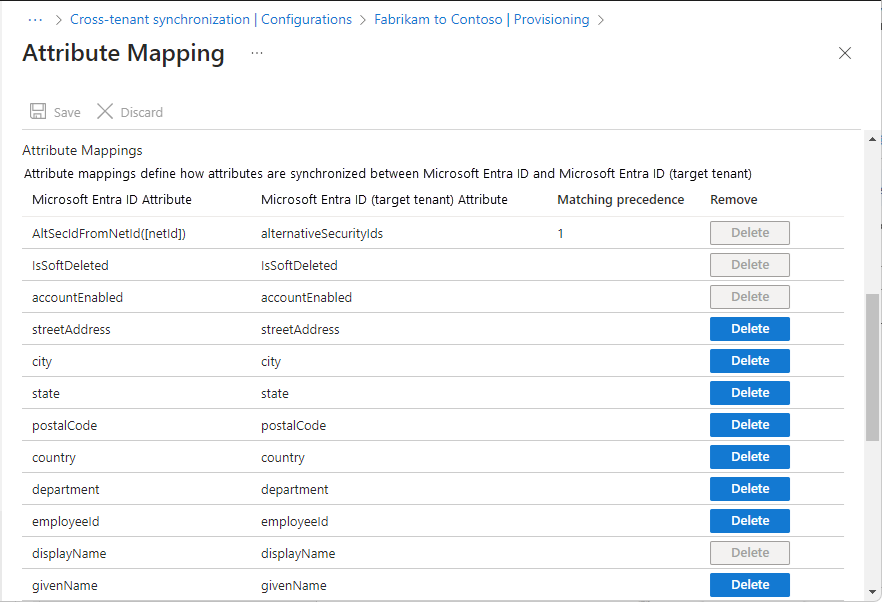 ··· > Cross-tenant synchronization | Configurations > Fabrikam to Contoso | Provisioning >
Attribute Mapping ···
Save Discard
Attribute Mappings
Attribute mappings define how attributes are synchronized between Microsoft Entra ID and Microsoft Entra ID (target tenant)
Microsoft Entra ID Attribute Microsoft Entra ID (target tenant) Attribute Matching precedence Remove
AltSecIdFromNetId([netId]) alternativeSecurityIds 1 Delete
IsSoftDeleted IsSoftDeleted Delete
accountEnabled accountEnabled Delete
streetAddress streetAddress Delete
city city Delete
state state Delete
postalCode postalCode Delete
country country Delete
department department Delete
employeeId employeeId Delete
displayName displayName Delete
givenName givenName Delete